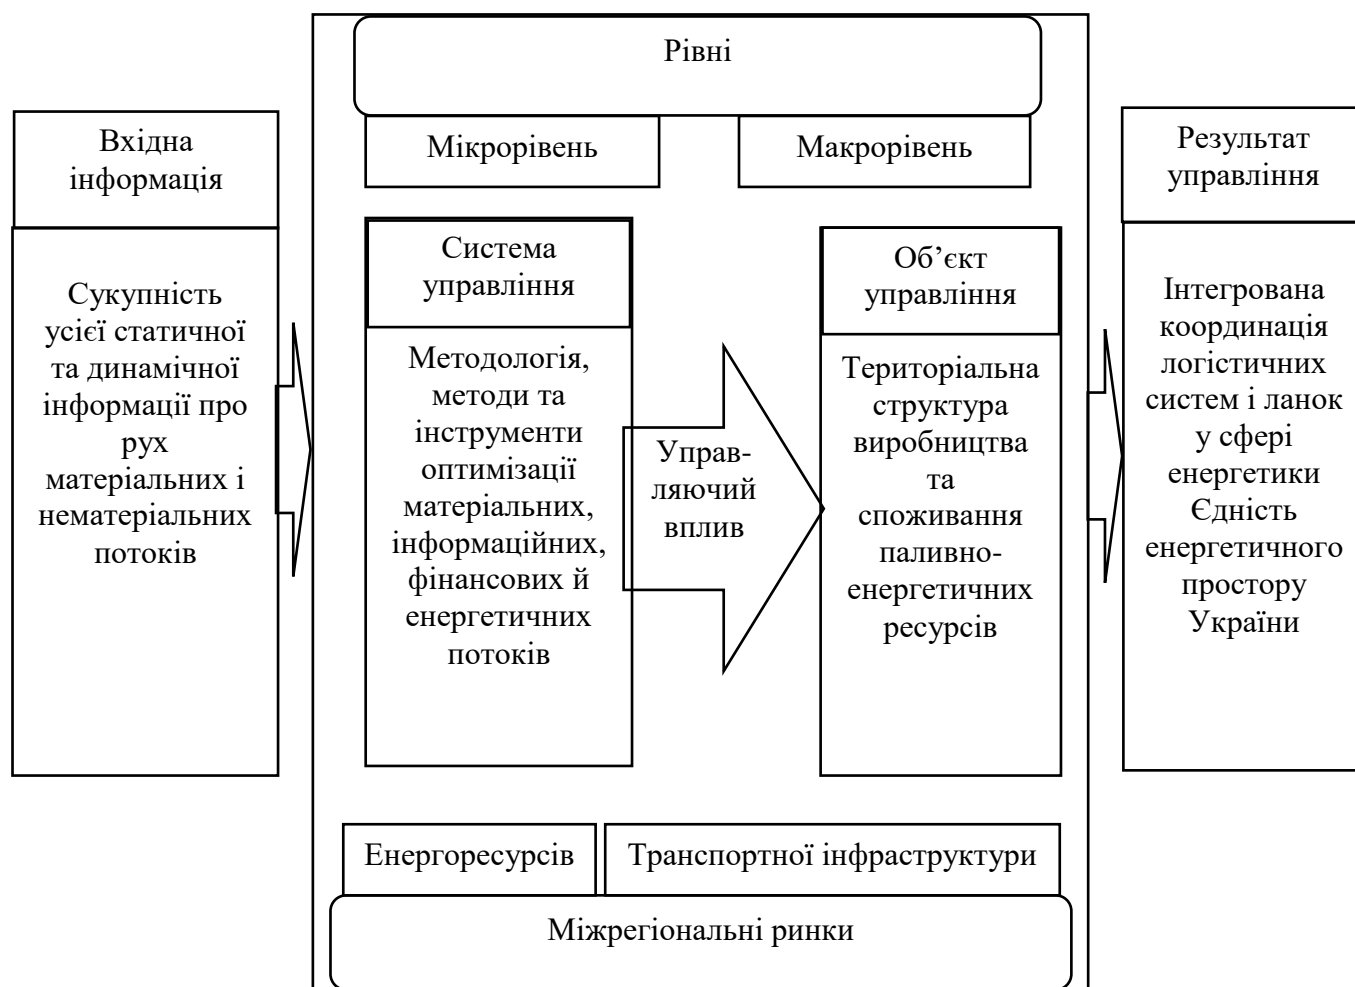 Рівні
Мікрорівень
Макрорівень
Вхідна
інформація
Сукупність
усієї статичної
та динамічної
інформації про
рух
матеріальних і
нематеріальних
потоків
Система
управління
Методологія,
методи та
інструменти
оптимізації
матеріальних,
інформаційних,
фінансових й
енергетичних
потоків
Управ-
ляючий
вплив
Об’єкт
управління
Територіальна
структура
виробництва
та
споживання
паливно-
енергетичних
ресурсів
Результат
управління
Інтегрована
координація
логістичних
систем і ланок
у сфері
енергетики
Єдність
енергетичного
простору
України
Енергоресурсів
Транспортної інфраструктури
Міжрегіональні ринки